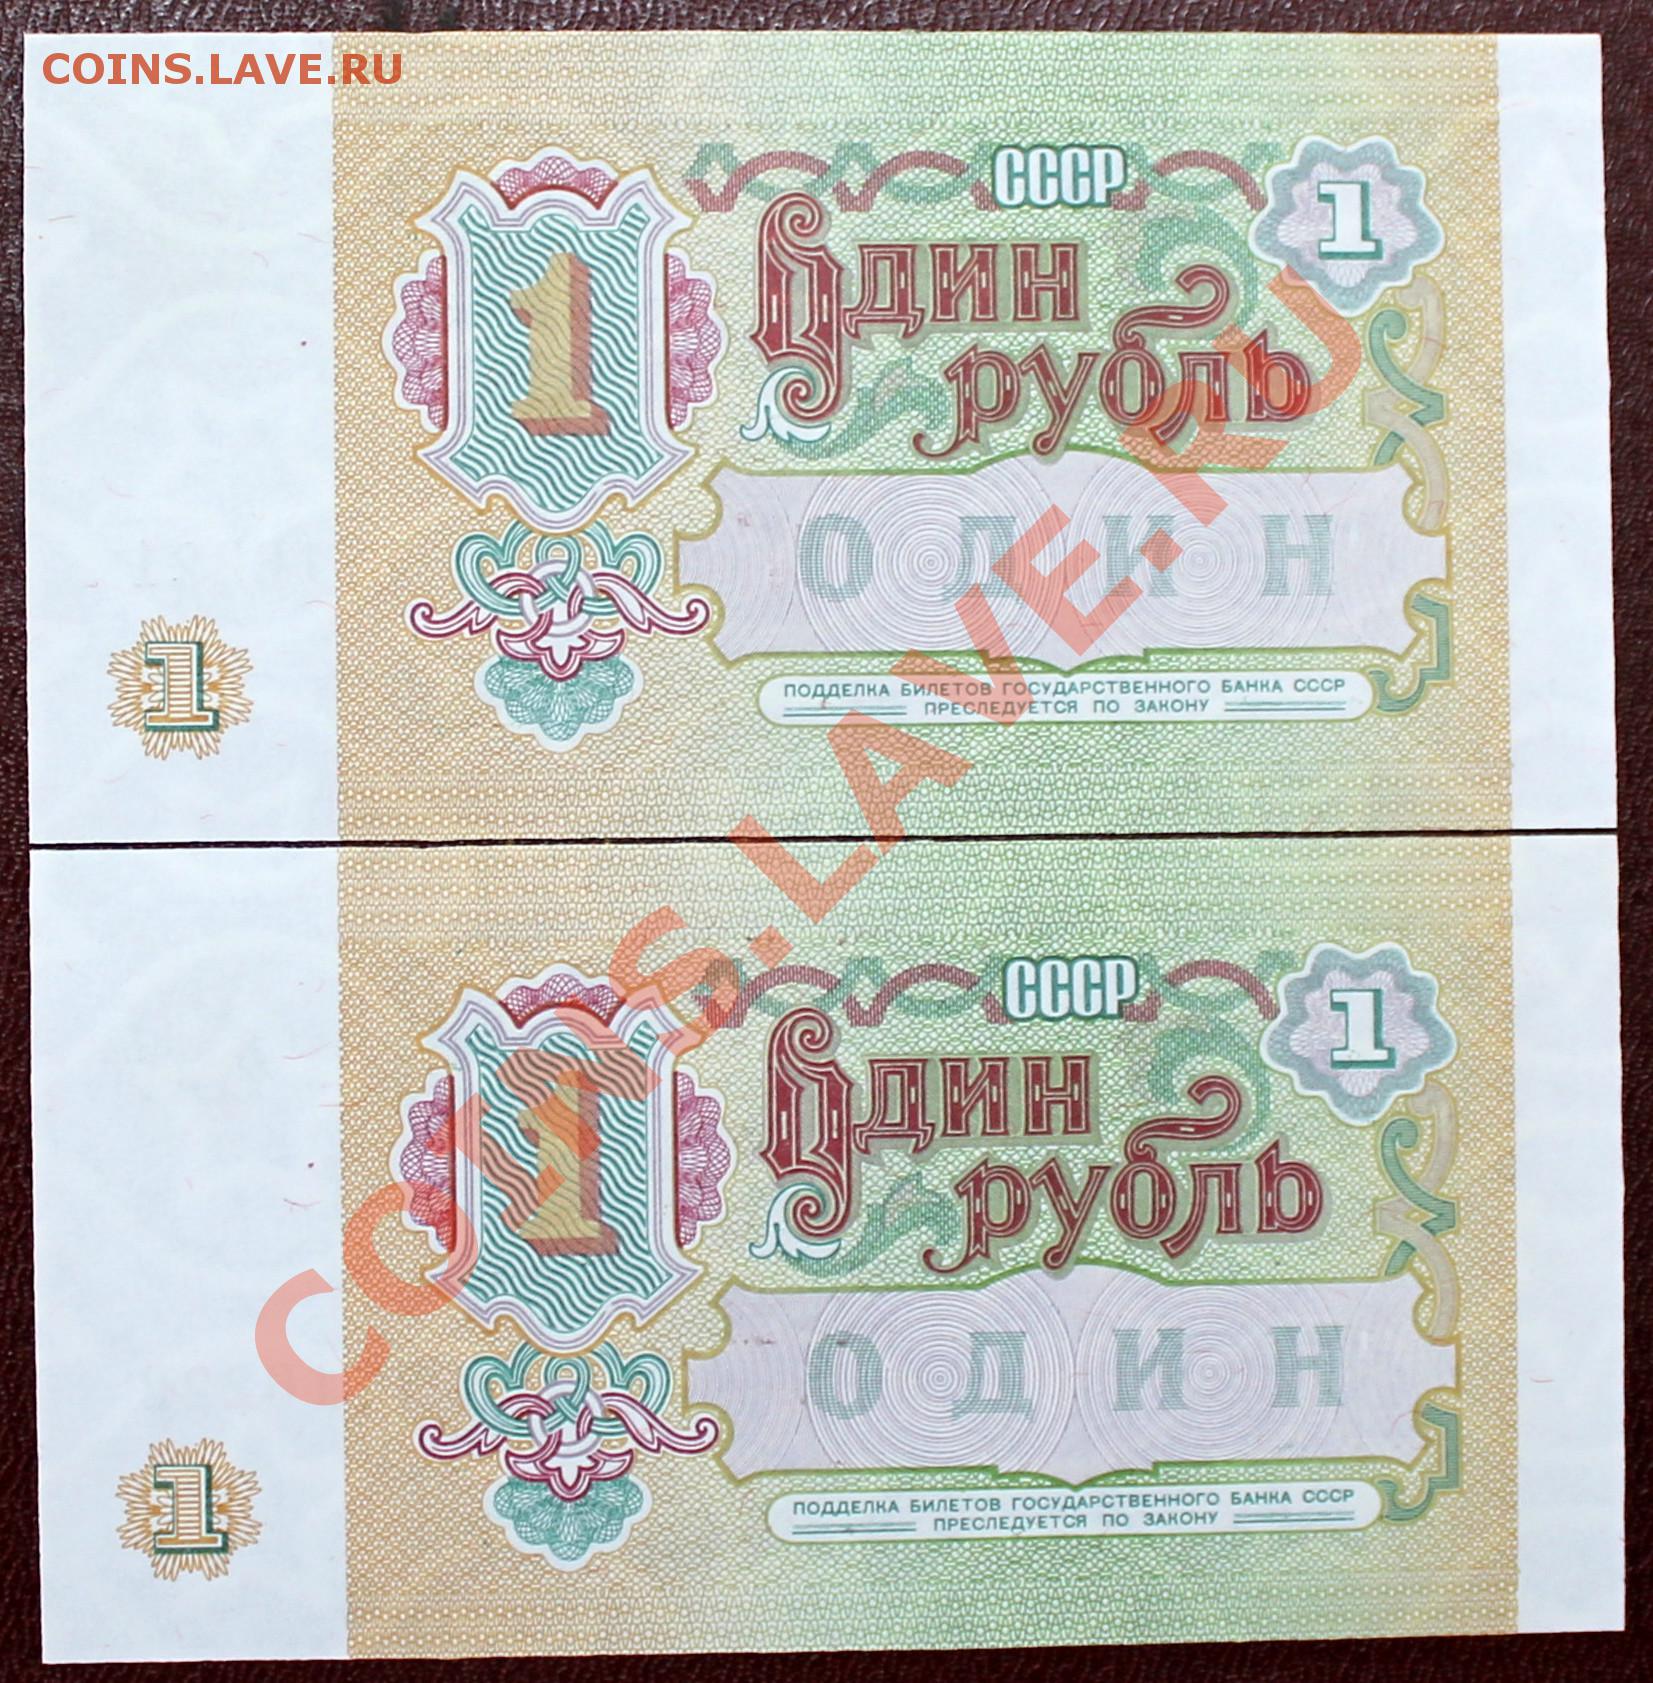 COINS.LAVE.RU
СССР
1
1
Один
рубль
ОДИН
1
ПОДДЕЛКА БИЛЕТОВ ГОСУДАРСТВЕННОГО БАНКА СССР
ПРЕСЛЕДУЕТСЯ ПО ЗАКОНУ
COINS.LAVE.RU
СССР
1
1
Один
рубль
ОДИН
1
ПОДДЕЛКА БИЛЕТОВ ГОСУДАРСТВЕННОГО БАНКА СССР
ПРЕСЛЕДУЕТСЯ ПО ЗАКОНУ